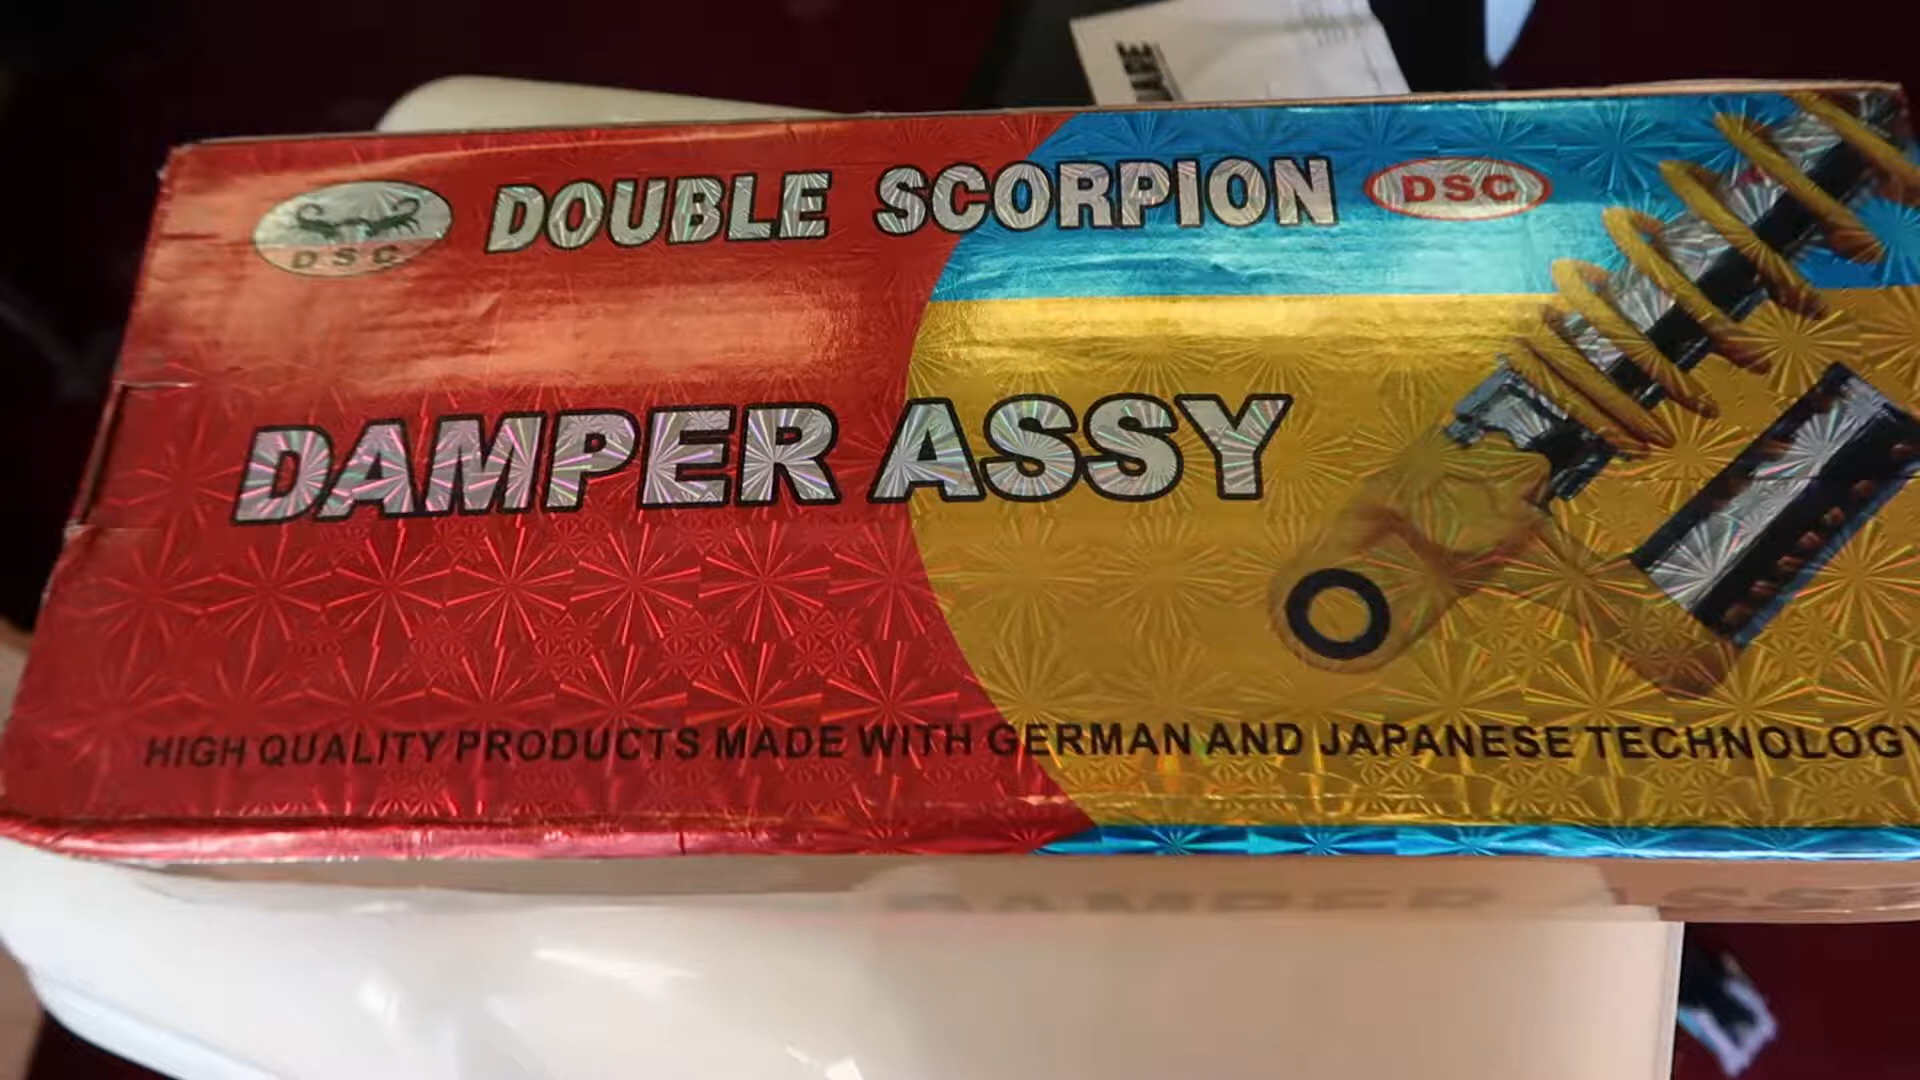 DSC
DOUBLE SCORPION
DSC
DAMPER ASSY
HIGH QUALITY PRODUCTS MADE WITH GERMAN AND JAPANESE TECHNOLOGY